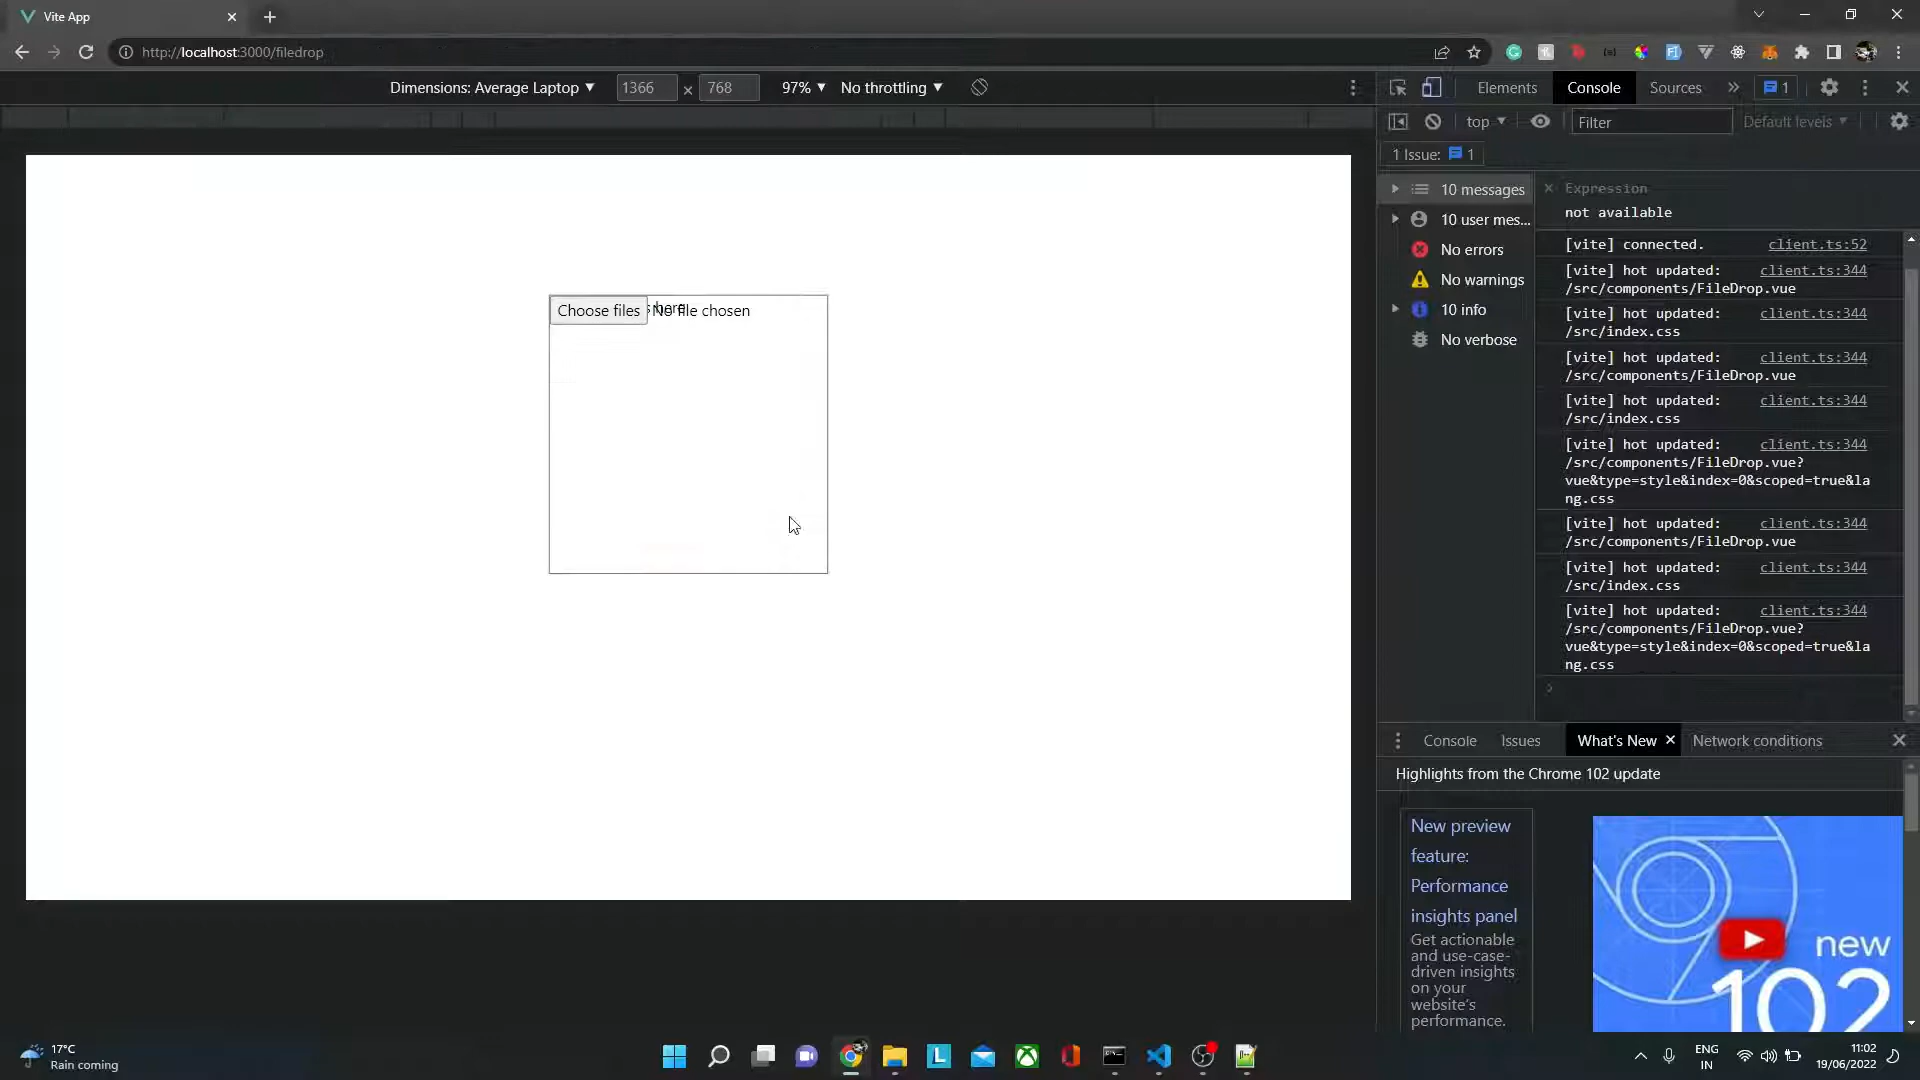 Vite App
http://localhost:3000/filedrop
Dimensions: Average Laptop
1366 × 768
97%
No throttling
Elements
Console
Sources
1
top
Filter
Default levels
1 Issue: 1
10 messages
10 user mes...
No errors
No warnings
10 info
No verbose
Expression
not available
[vite] connected. client.ts:52
[vite] hot updated: client.ts:344
/src/components/FileDrop.vue
[vite] hot updated: client.ts:344
/src/index.css
[vite] hot updated: client.ts:344
/src/components/FileDrop.vue
[vite] hot updated: client.ts:344
/src/index.css
[vite] hot updated: client.ts:344
/src/components/FileDrop.vue?
vue&type=style&index=0&scoped=true&la
ng.css
[vite] hot updated: client.ts:344
/src/components/FileDrop.vue
[vite] hot updated: client.ts:344
/src/index.css
[vite] hot updated: client.ts:344
/src/components/FileDrop.vue?
vue&type=style&index=0&scoped=true&la
ng.css
Choose files
No file chosen
here
Console
Issues
What's New
Network conditions
Highlights from the Chrome 102 update
New preview
feature:
Performance
insights panel
Get actionable
and use-case-
driven insights
on your
website's
performance.
new
102
17°C
Rain coming
ENG
IN
11:02
19/06/2022